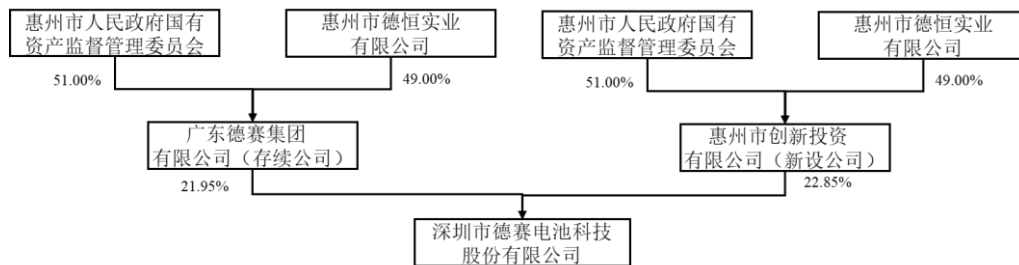 惠州市人民政府国有
资产监督管理委员会
惠州市德恒实业
有限公司
惠州市人民政府国有
资产监督管理委员会
惠州市德恒实业
有限公司
51.00%
49.00%
51.00%
49.00%
广东德赛集团
有限公司（存续公司）
惠州市创新投资
有限公司（新设公司）
21.95%
22.85%
深圳市德赛电池科技
股份有限公司